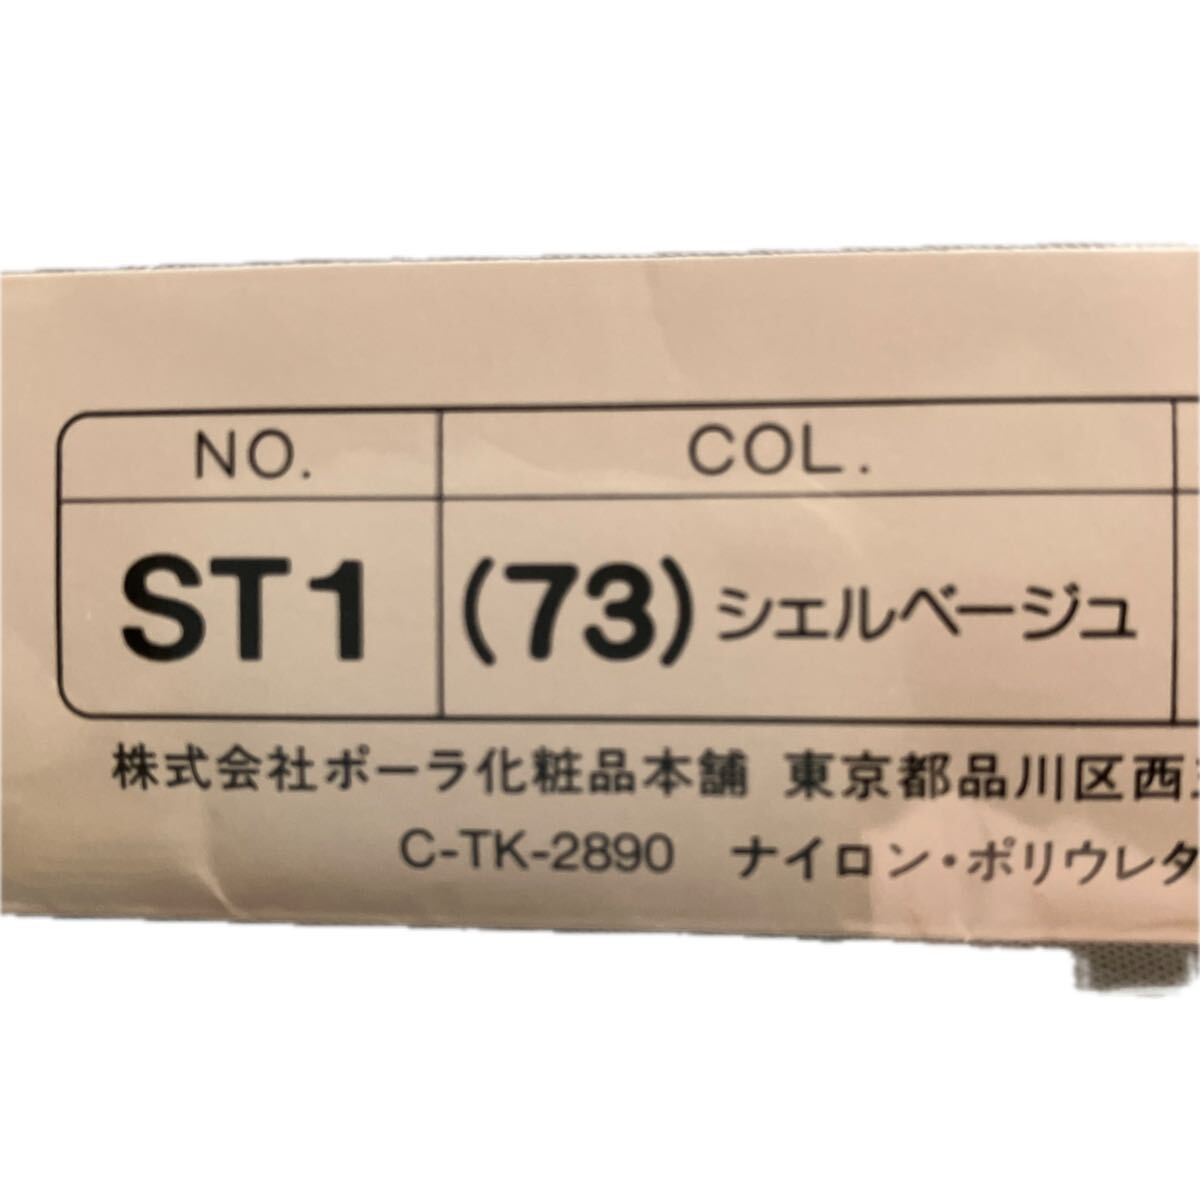 NO. COL.
ST1 (73) シェルベージュ
株式会社ポーラ化粧品本舗 東京都品川区西
C-TK-2890 ナイロン・ポリウレタ